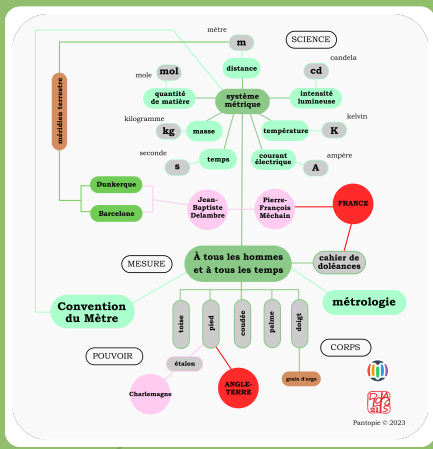 mètre
SCIENCE
m
candela
mole
mol
distance
cd
quantité
de matière
système
métrique
intensité
lumineuse
kilogramme
kelvin
kg
masse
température
K
seconde
ampère
s
temps
courant
électrique
A
méridien terrestre
Dunkerque
Barcelone
Jean-
Baptiste
Delambre
Pierre-
François
Méchain
FRANCE
MESURE
À tous les hommes
et à tous les temps
cahier de
doléances
Convention
du Mètre
métrologie
toise
pied
coudée
palme
doigt
POUVOIR
CORPS
étalon
Charlemagne
ANGLE-
TERRE
grain d'orge
Pantopic © 2023